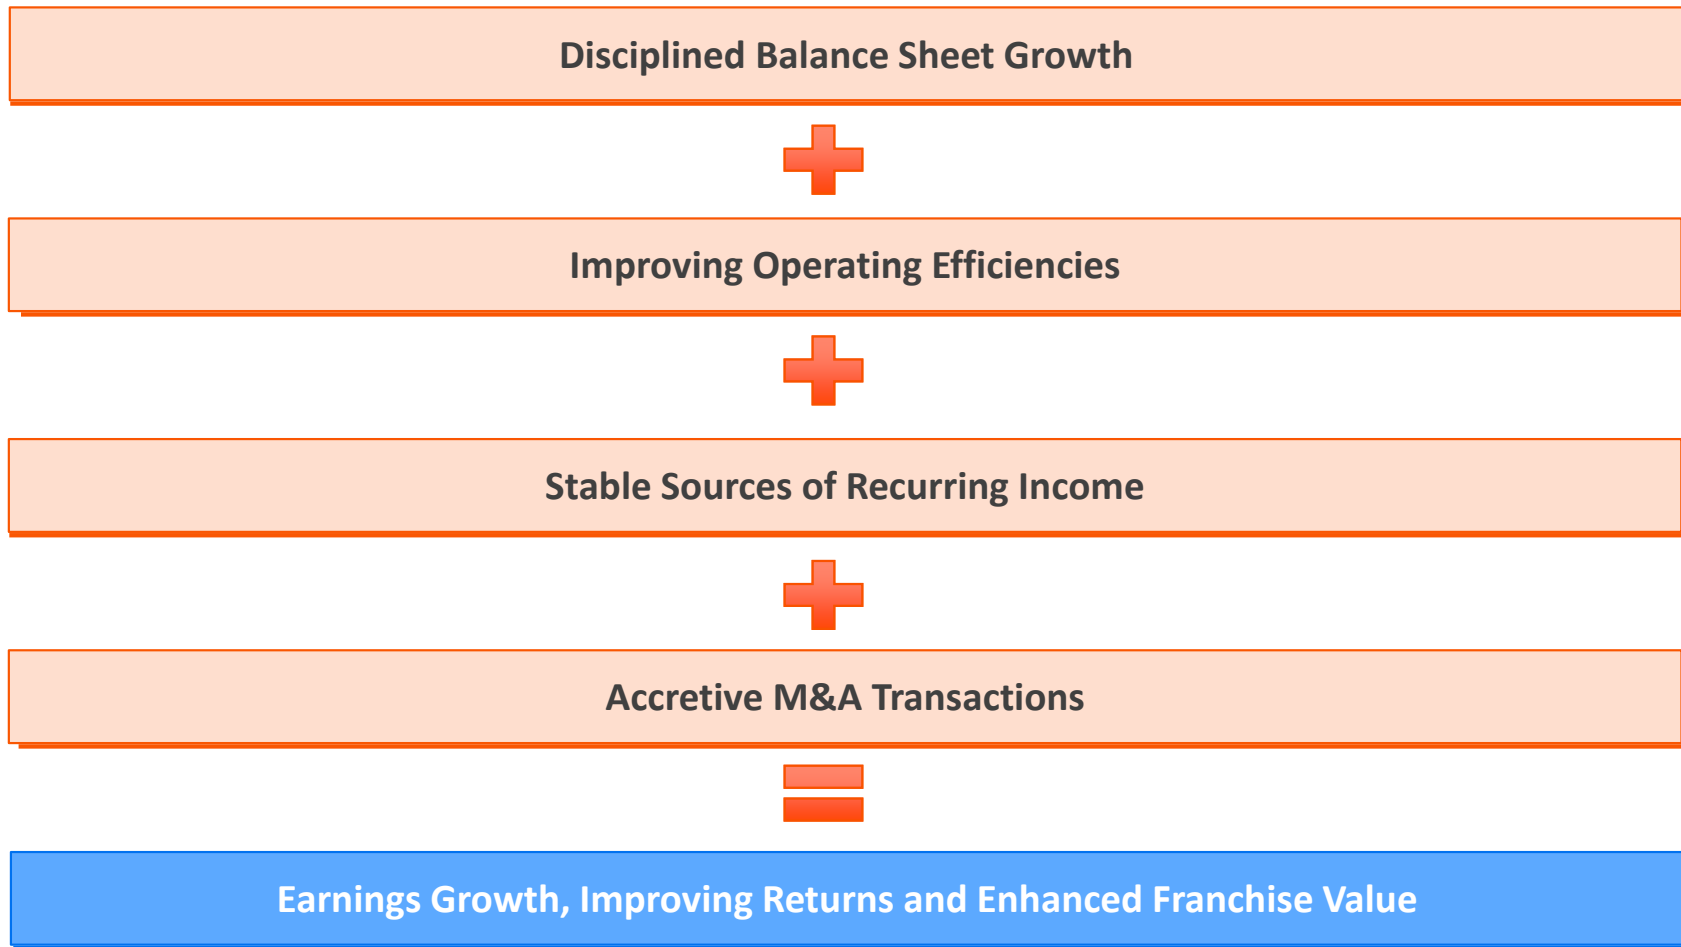 Disciplined Balance Sheet Growth
Improving Operating Efficiencies
Stable Sources of Recurring Income
Accretive M&A Transactions
Earnings Growth, Improving Returns and Enhanced Franchise Value